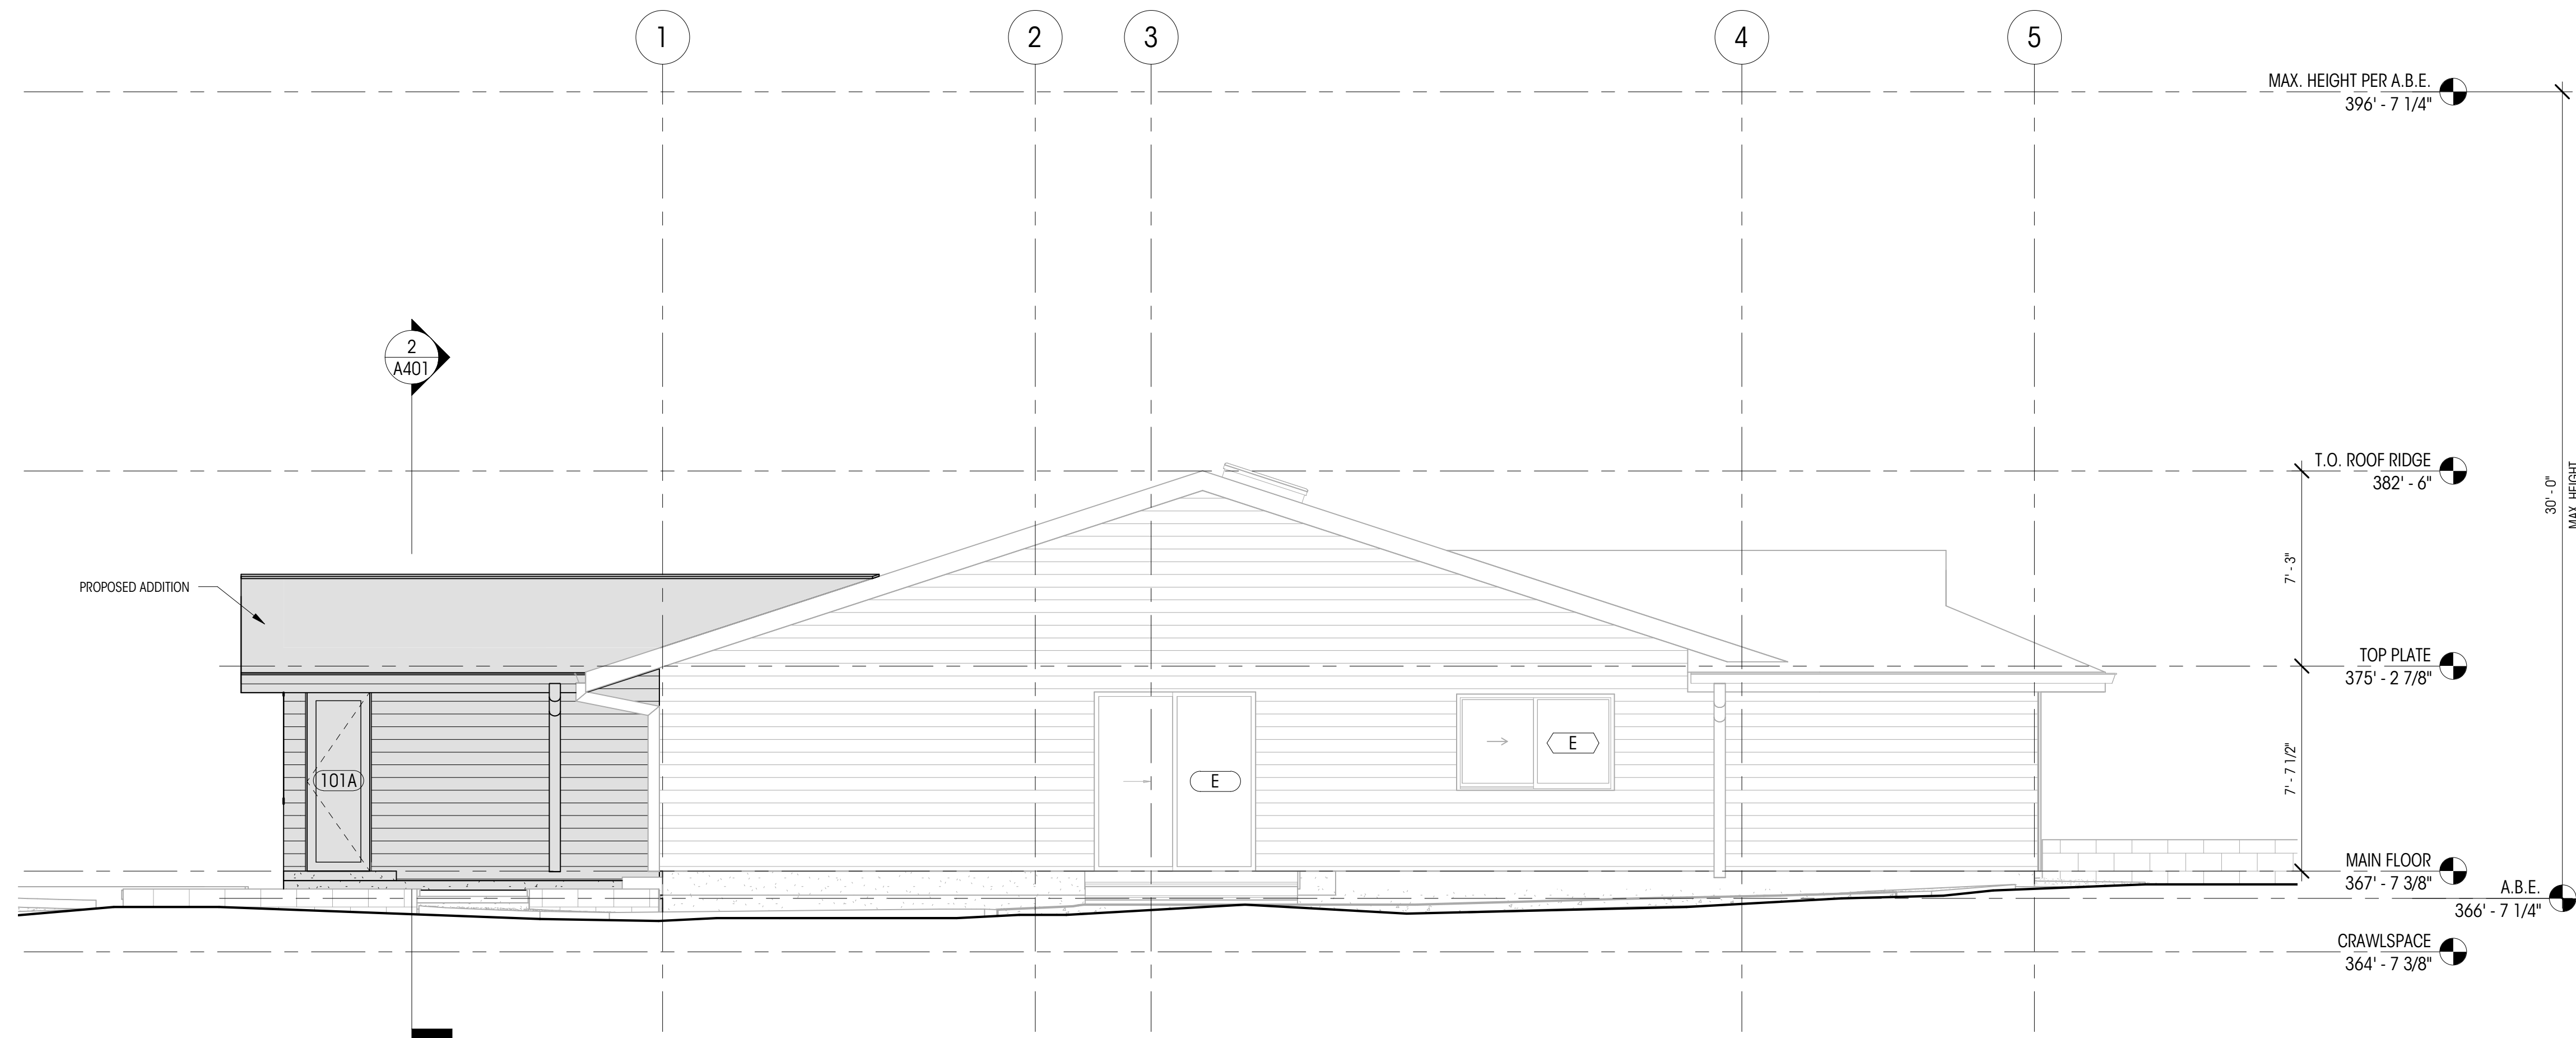 1
2
3
4
5
MAX. HEIGHT PER A.B.E.
396' - 7 1/4"
2
A401
T.O. ROOF RIDGE
382' - 6"
30' - 0"
MAX. HEIGHT
PROPOSED ADDITION
7' - 3"
TOP PLATE
375' - 2 7/8"
E
101A
E
7' - 7 1/2"
MAIN FLOOR
367' - 7 3/8"
A.B.E.
366' - 7 1/4"
CRAWLSPACE
364' - 7 3/8"